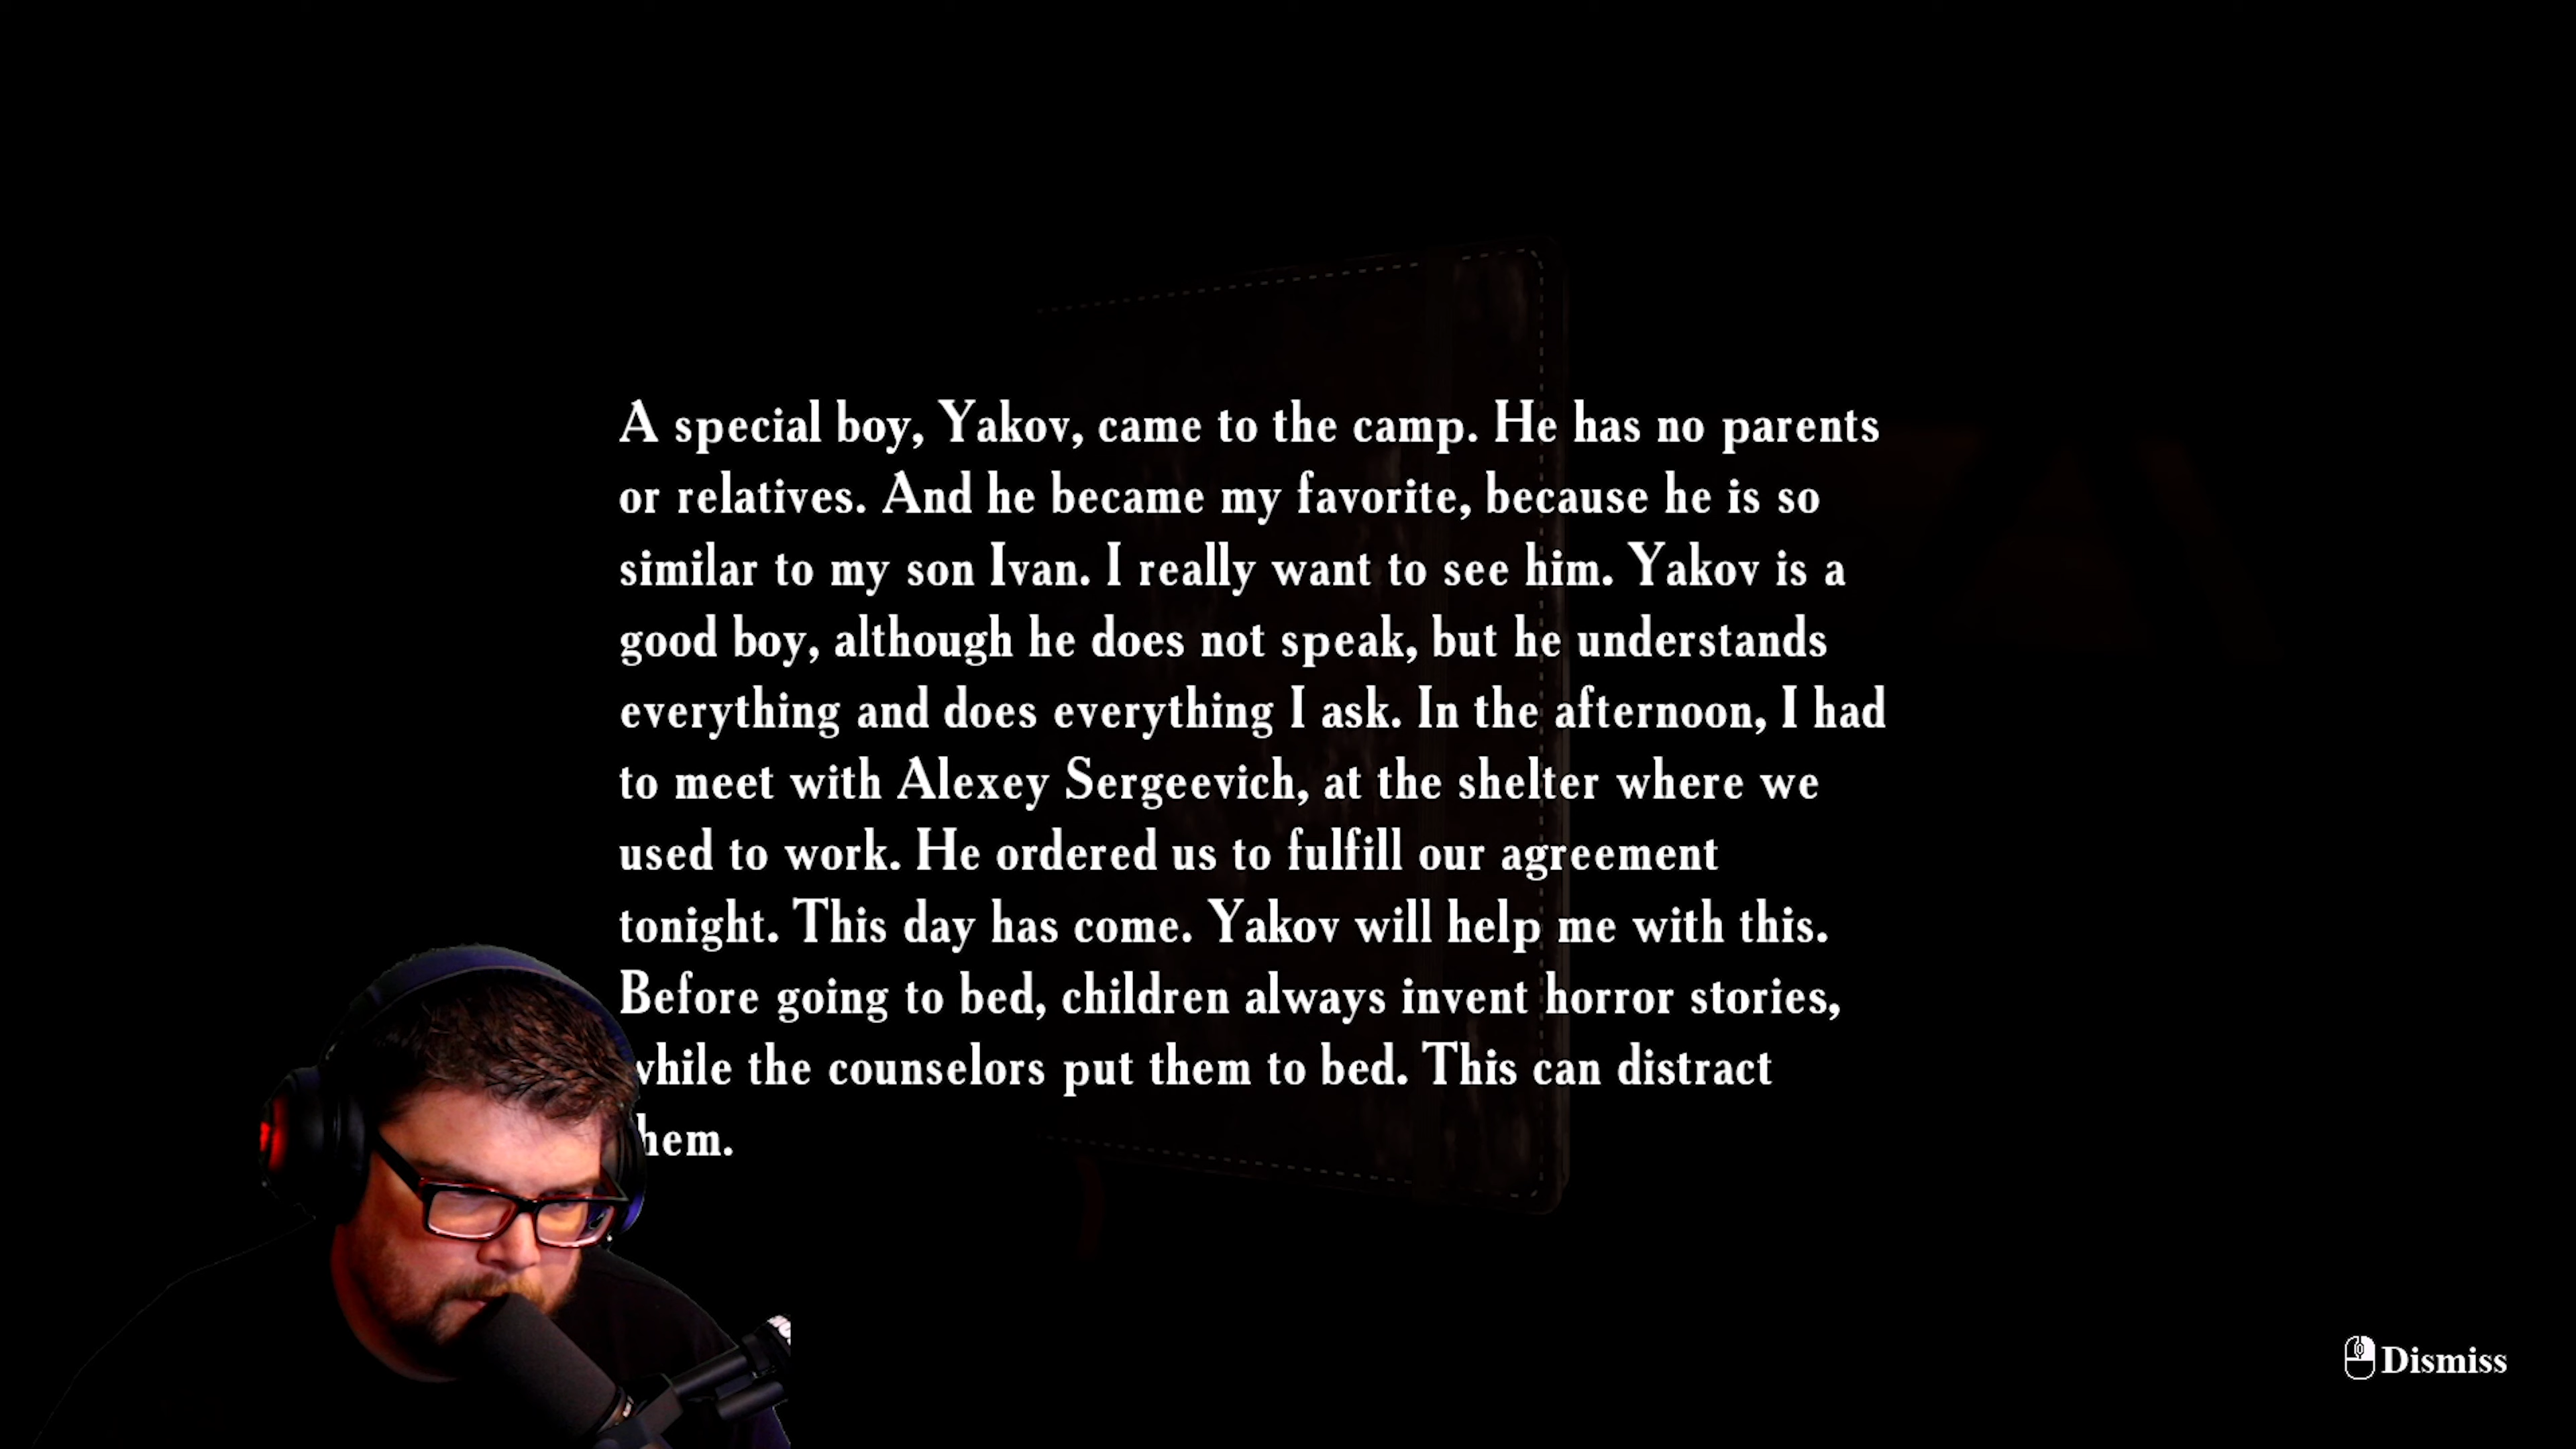 A special boy, Yakov, came to the camp. He has no parents
or relatives. And he became my favorite, because he is so
similar to my son Ivan. I really want to see him. Yakov is a
good boy, although he does not speak, but he understands
everything and does everything I ask. In the afternoon, I had
to meet with Alexey Sergeevich, at the shelter where we
used to work. He ordered us to fulfill our agreement
tonight. This day has come. Yakov will help me with this.
Before going to bed, children always invent horror stories,
while the counselors put them to bed. This can distract
them.
Dismiss